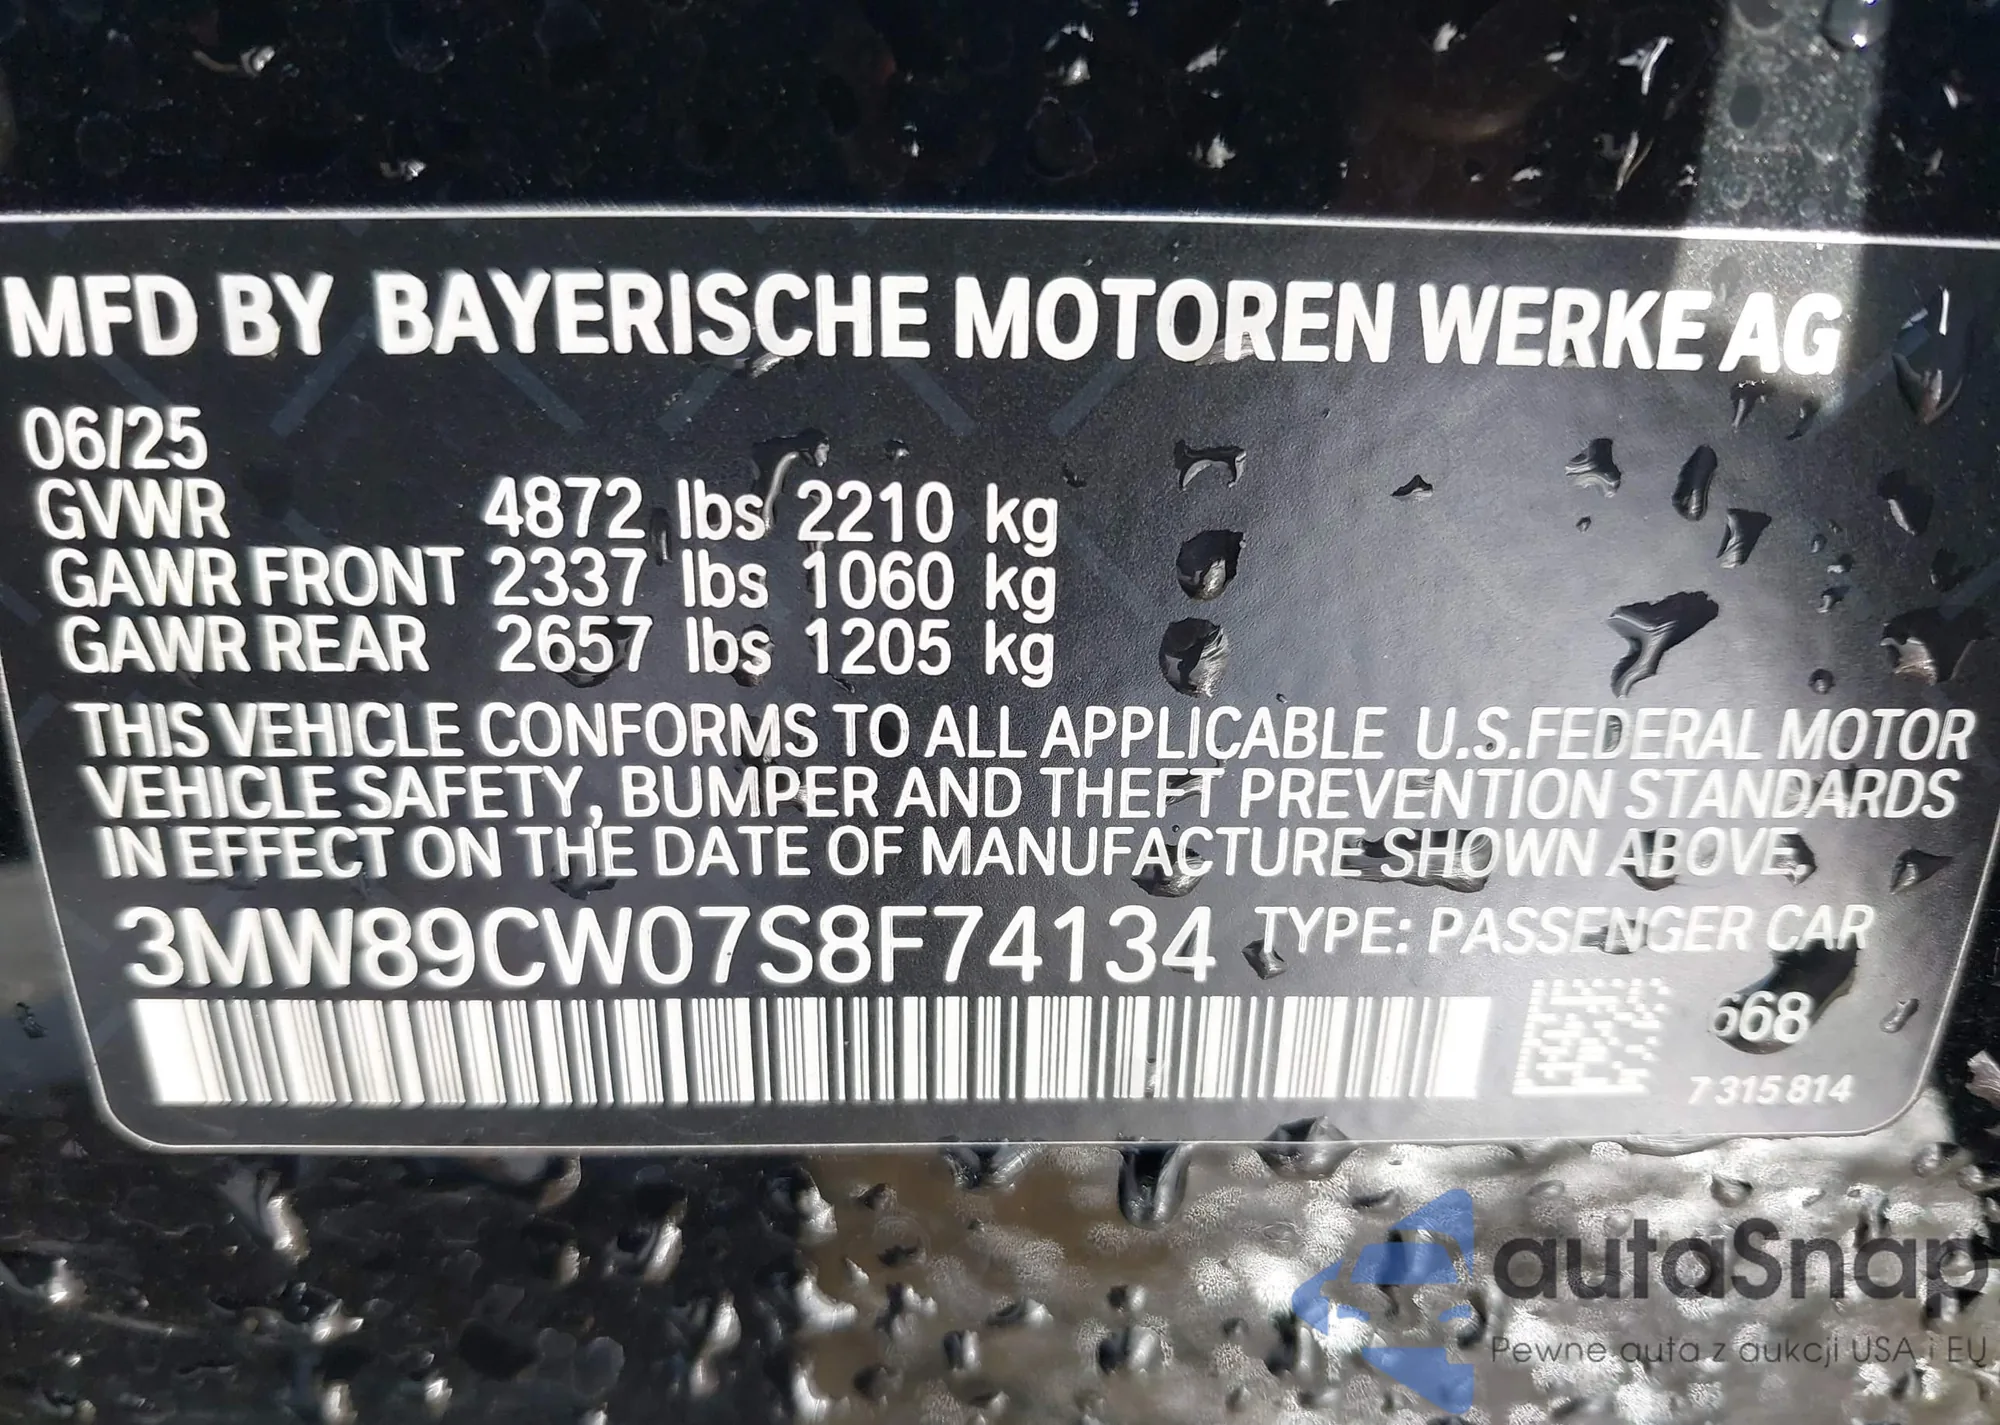 MFD BY BAYERISCHE MOTOREN WERKE AG
06/25
GVWR 4872 lbs 2210 kg
GAWR FRONT 2337 lbs 1060 kg
GAWR REAR 2657 lbs 1205 kg
THIS VEHICLE CONFORMS TO ALL APPLICABLE U.S.FEDERAL MOTOR
VEHICLE SAFETY, BUMPER AND THEFT PREVENTION STANDARDS
IN EFFECT ON THE DATE OF MANUFACTURE SHOWN ABOVE,
3MW89CW07S8F74134 TYPE: PASSENGER CAR
668
7 315 814
autaSnap
Pewne auta z aukcji USA i EU